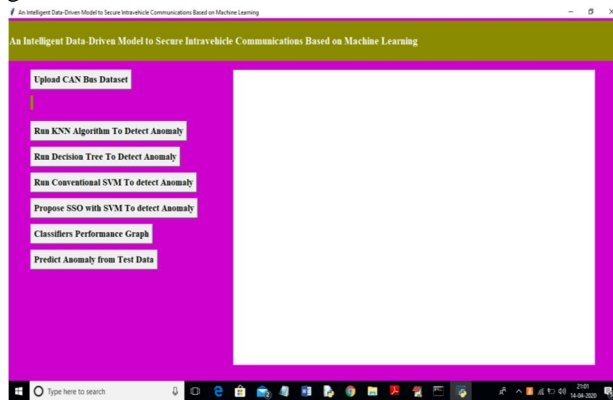 An Intelligent Data-Driven Model to Secure Intravehicle Communications Based on Machine Learning
An Intelligent Data-Driven Model to Secure Intravehicle Communications Based on Machine Learning
Upload CAN Bus Dataset
Run KNN Algorithm To Detect Anomaly
Run Decision Tree To Detect Anomaly
Run Conventional SVM To detect Anomaly
Propose SSO with SVM To detect Anomaly
Classifiers Performance Graph
Predict Anomaly from Test Data
Type here to search
21:01
14-04-2020